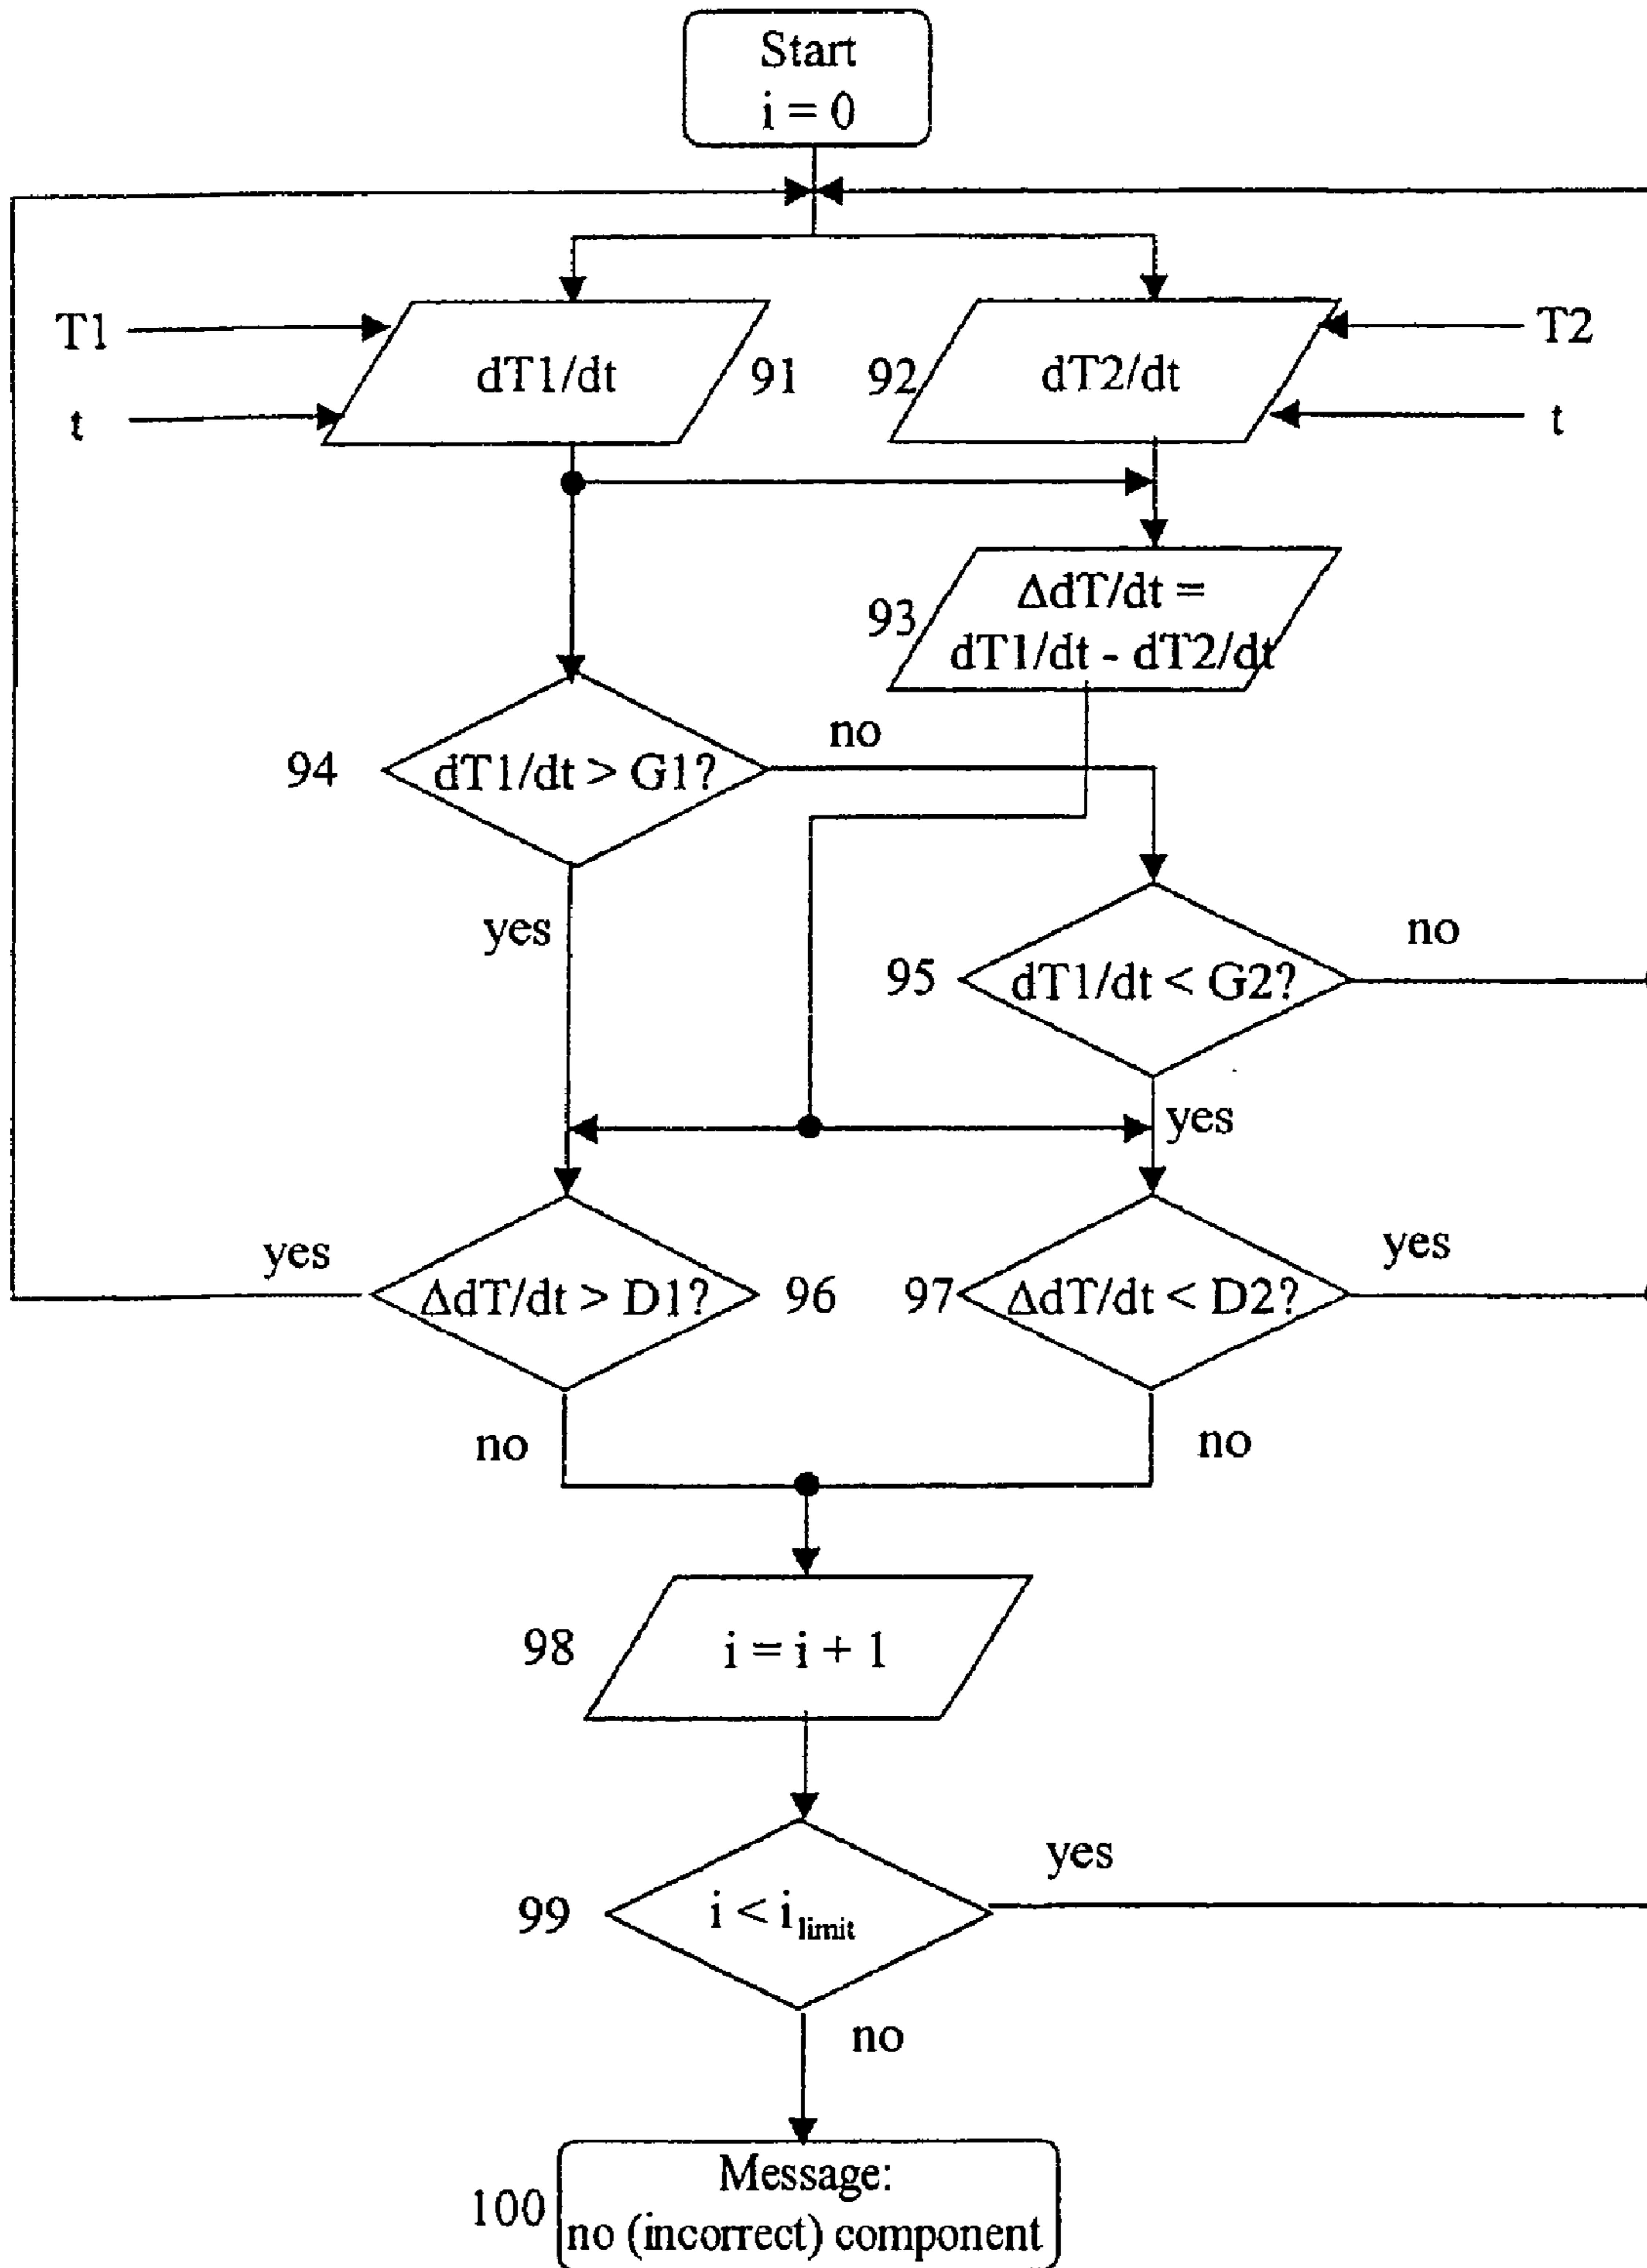 Start
i = 0
T1
t
dT1/dt
91
92
dT2/dt
T2
t
93
ΔdT/dt =
dT1/dt - dT2/dt
94
dT1/dt > G1?
no
yes
95
dT1/dt < G2?
no
yes
yes
ΔdT/dt > D1?
96
97
ΔdT/dt < D2?
yes
no
no
98
i = i + 1
99
i < i_limit
yes
no
100
Message:
no (incorrect) component